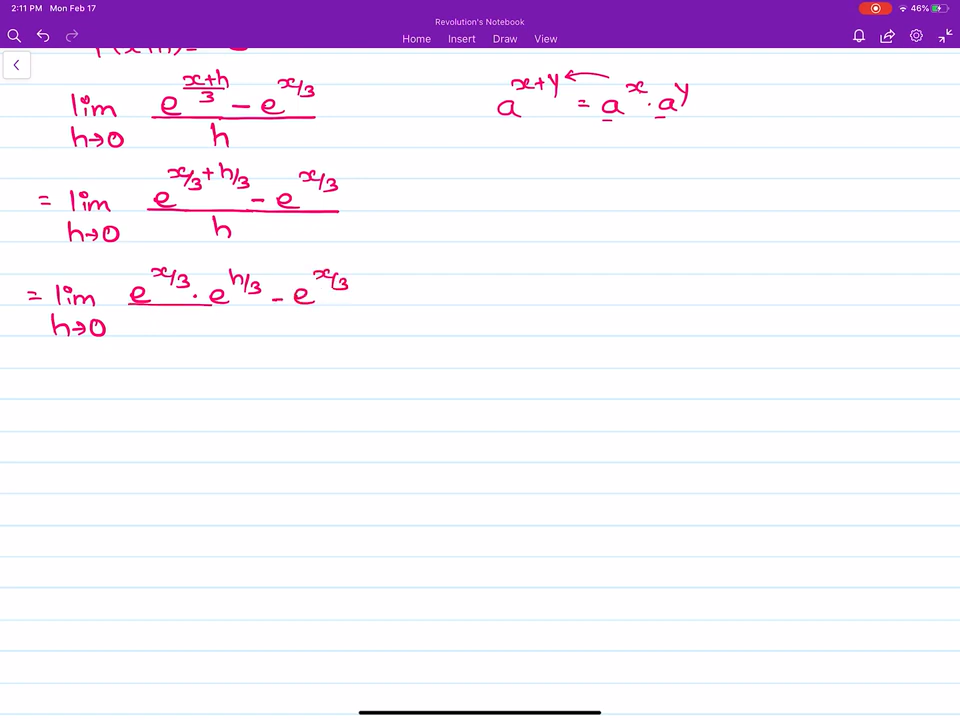 2:11 PM Mon Feb 17
46%
Revolution's Notebook
Home Insert Draw View
lim h→0 (e^((x+h)/3) - e^(x/3))/h
a^(x+y) = a^x · a^y
= lim h→0 (e^(x/3 + h/3) - e^(x/3))/h
= lim h→0 e^(x/3) · e^(h/3) - e^(x/3)